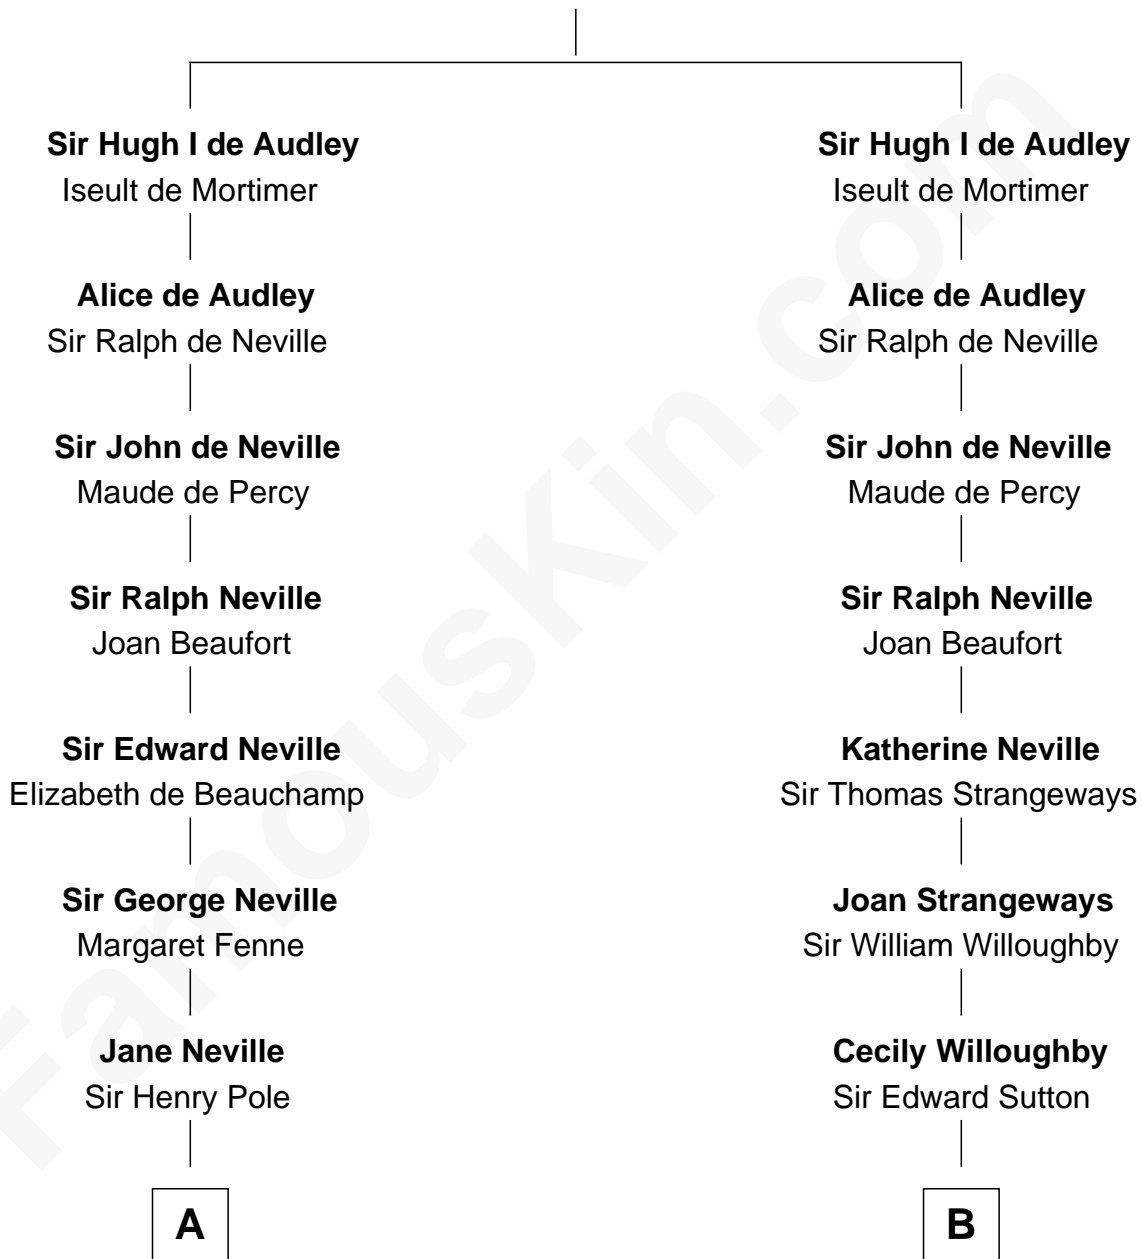 Sir Hugh I de Audley
Iseult de Mortimer
Alice de Audley
Sir Ralph de Neville
Sir John de Neville
Maude de Percy
Sir Ralph Neville
Joan Beaufort
Sir Edward Neville
Elizabeth de Beauchamp
Sir George Neville
Margaret Fenne
Jane Neville
Sir Henry Pole
A
Sir Hugh I de Audley
Iseult de Mortimer
Alice de Audley
Sir Ralph de Neville
Sir John de Neville
Maude de Percy
Sir Ralph Neville
Joan Beaufort
Katherine Neville
Sir Thomas Strangeways
Joan Strangeways
Sir William Willoughby
Cecily Willoughby
Sir Edward Sutton
B
FamousKin.com